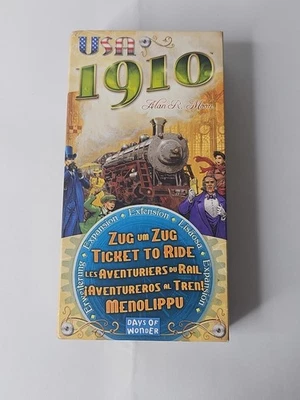 USA
1910
Alan R. Moon
Erweiterung · Expansion · Extension · Lisäosa · Expansión
ZUG UM ZUG
TICKET TO RIDE
LES AVENTURIERS DU RAIL
¡AVENTUREROS AL TREN!
MENOLIPPU
DAYS OF
WONDER